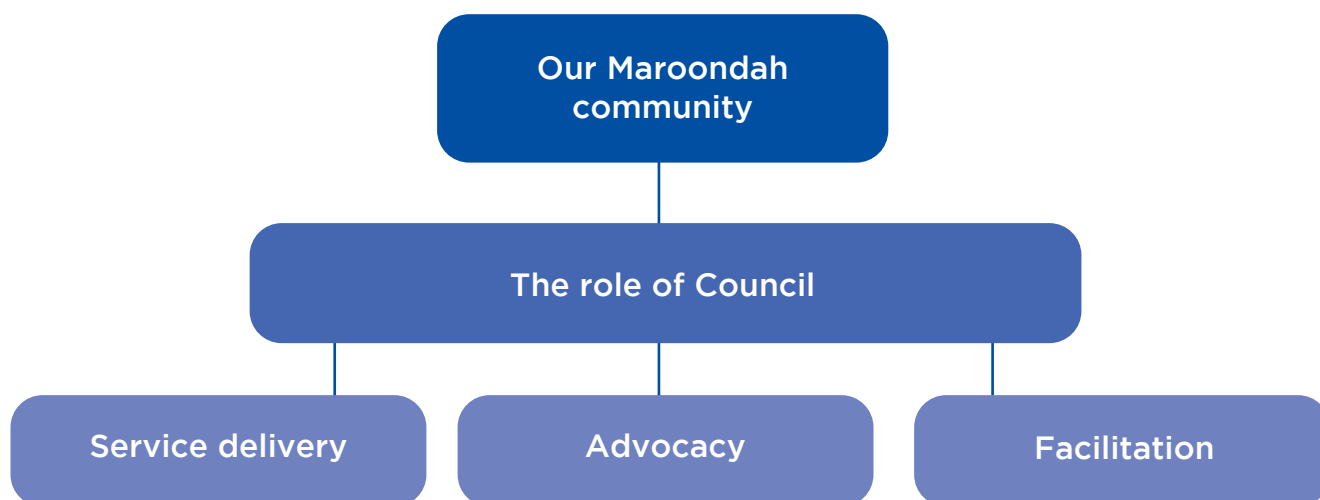 Our Maroondah
community
The role of Council
Service delivery
Advocacy
Facilitation